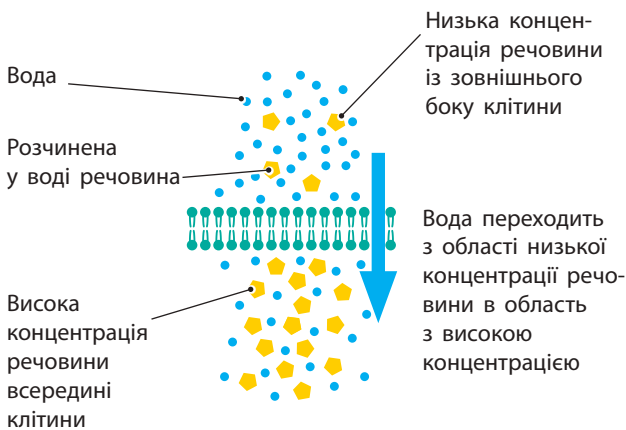 Вода
Розчинена
у воді речовина
Висока
концентрація
речовини
всередині
клітини
Низька концен-
трація речовини
із зовнішнього
боку клітини
Вода переходить
з області низької
концентрації речо-
вини в область
з високою
концентрацією